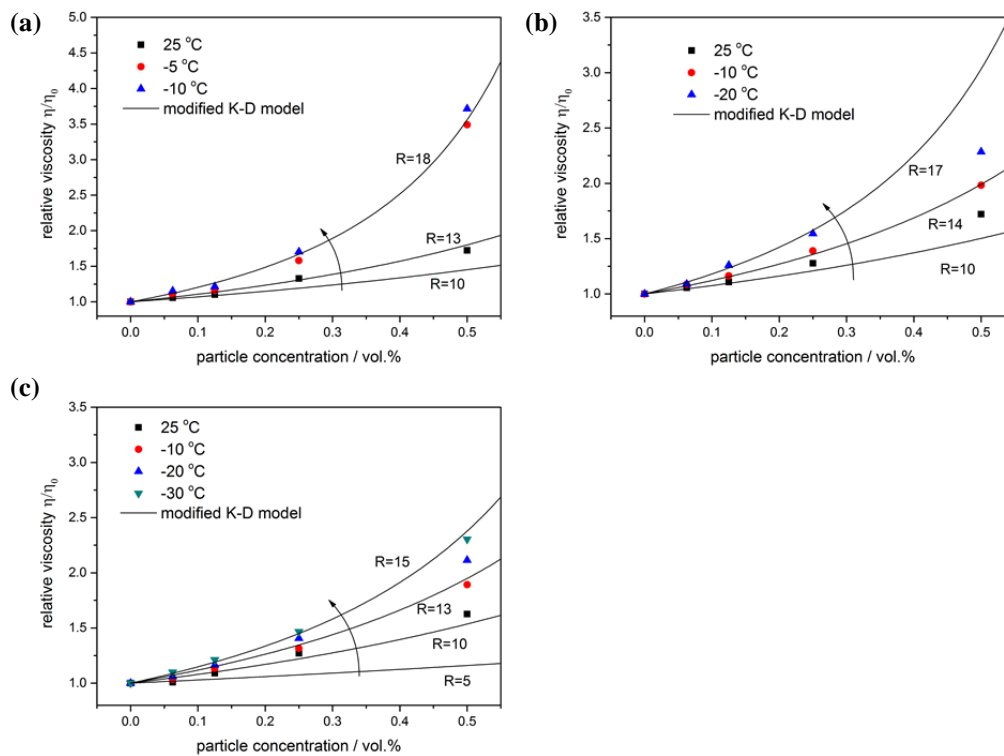 (a)
relative viscosity η/η0
5.0
4.5
4.0
3.5
3.0
2.5
2.0
1.5
1.0
25 °C
-5 °C
-10 °C
modified K-D model
R=18
R=13
R=10
0.0 0.1 0.2 0.3 0.4 0.5
particle concentration / vol.%
(b)
relative viscosity η/η0
3.5
3.0
2.5
2.0
1.5
1.0
25 °C
-10 °C
-20 °C
modified K-D model
R=17
R=14
R=10
0.0 0.1 0.2 0.3 0.4 0.5
particle concentration / vol.%
(c)
relative viscosity η/η0
3.5
3.0
2.5
2.0
1.5
1.0
25 °C
-10 °C
-20 °C
-30 °C
modified K-D model
R=15
R=13
R=10
R=5
0.0 0.1 0.2 0.3 0.4 0.5
particle concentration / vol.%